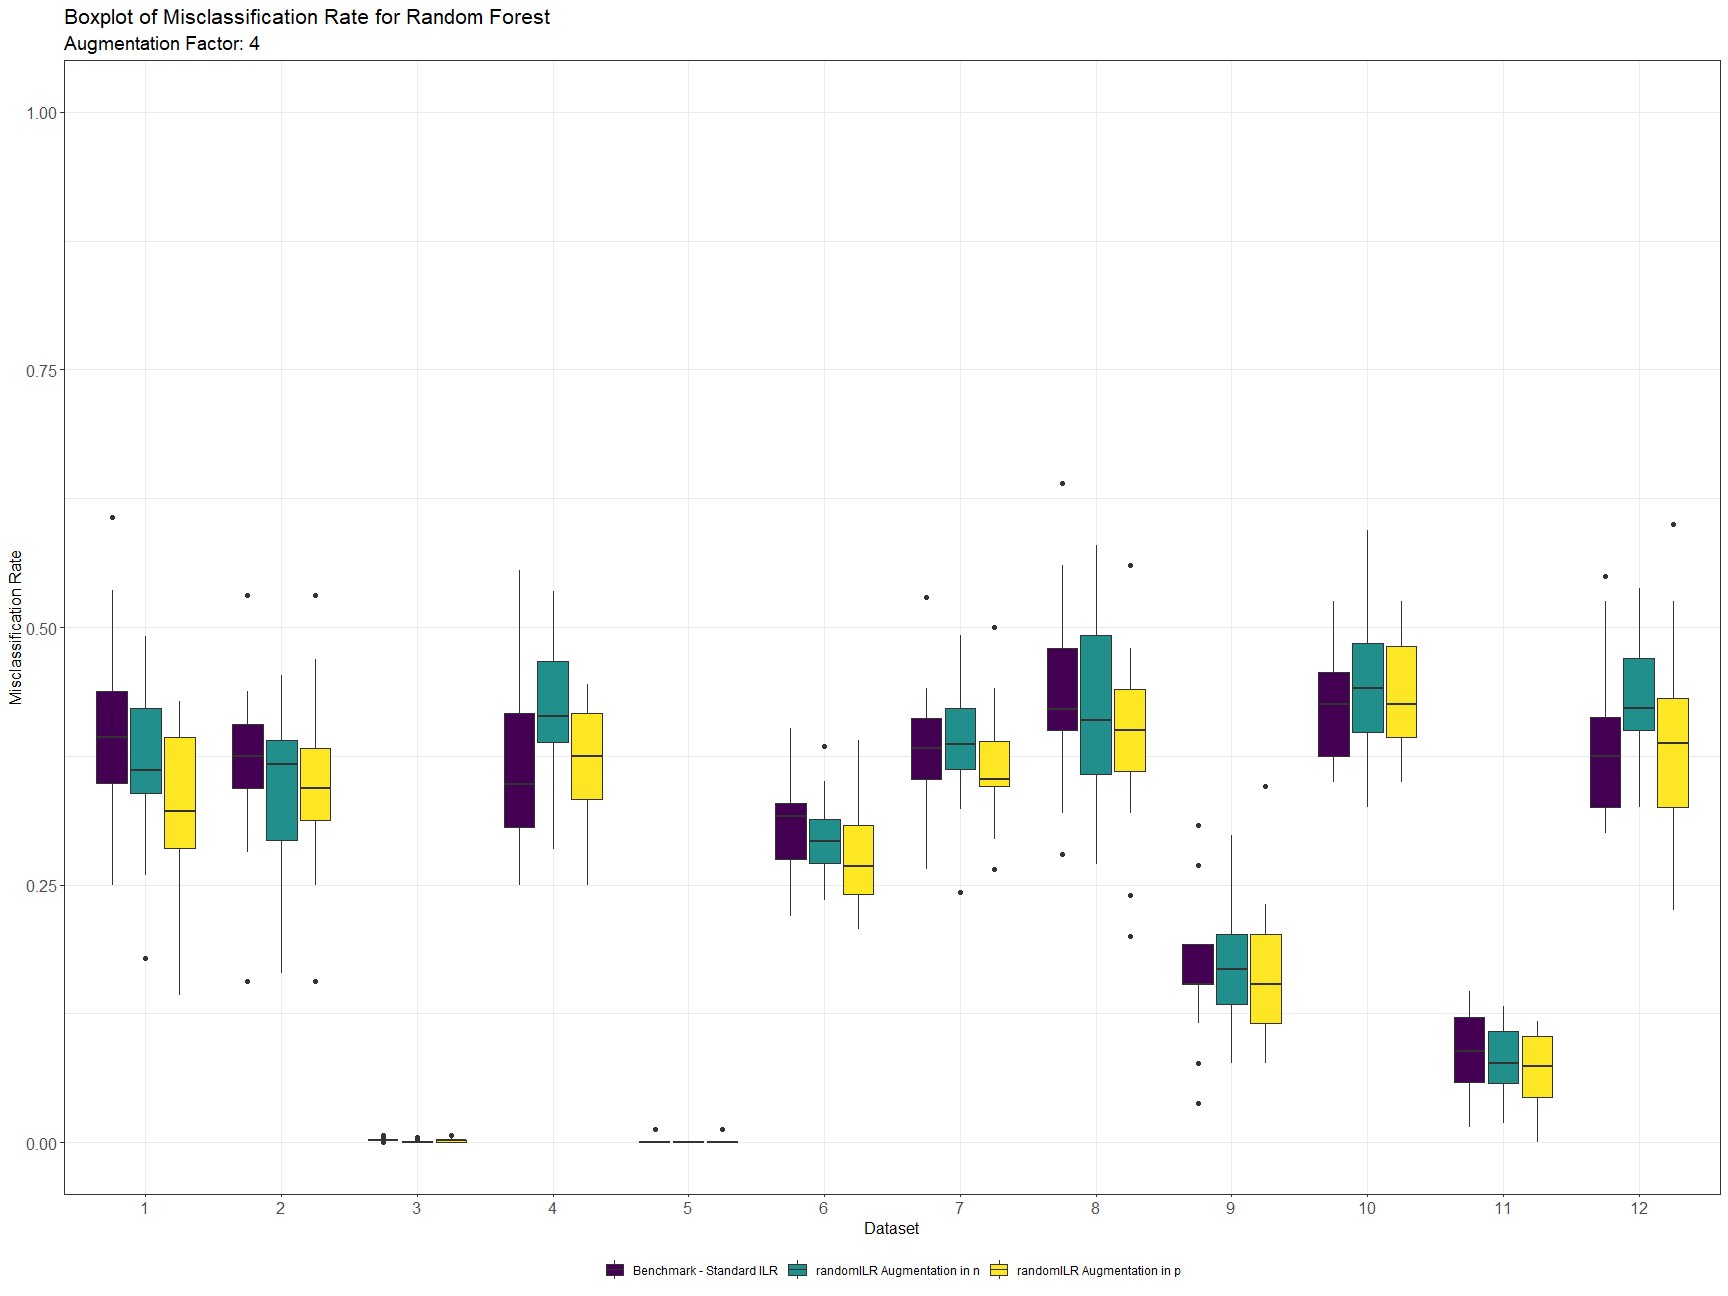 Boxplot of Misclassification Rate for Random Forest
Augmentation Factor: 4
1.00
0.75
0.50
0.25
0.00
Misclassification Rate
1 2 3 4 5 6 7 8 9 10 11 12
Dataset
Benchmark - Standard ILR randomILR Augmentation in n randomILR Augmentation in p